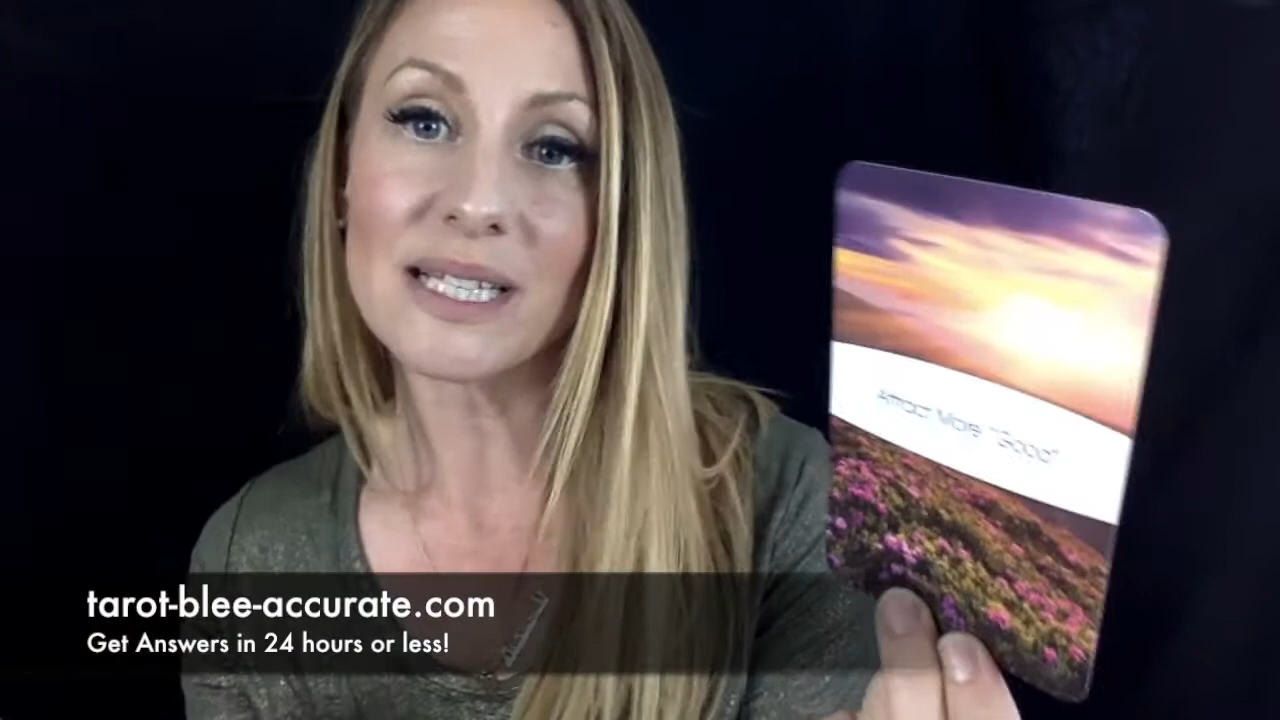 Attract More "Good"
tarot-blee-accurate.com
Get Answers in 24 hours or less!